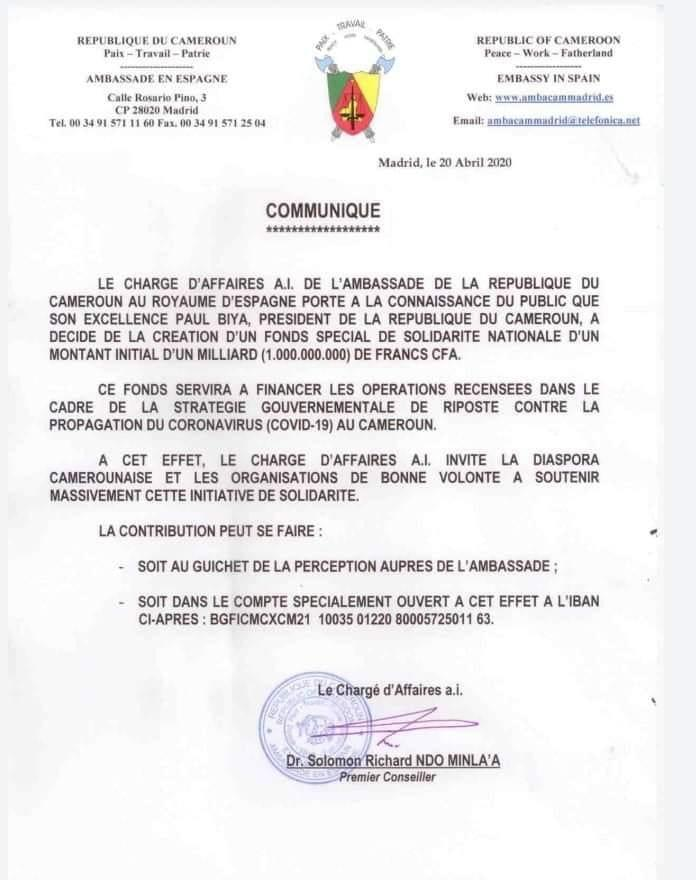 REPUBLIQUE DU CAMEROUN
Paix – Travail – Patrie
--------------------
AMBASSADE EN ESPAGNE
Calle Rosario Pino, 3
CP 28020 Madrid
Tel. 00 34 91 571 11 60 Fax. 00 34 91 571 25 04
PAIX - TRAVAIL - PATRIE
REPUBLIC OF CAMEROON
Peace – Work – Fatherland
------------------
EMBASSY IN SPAIN
Web: www.ambacammadrid.es
Email: ambacammadrid@telefonica.net
Madrid, le 20 Abril 2020
COMMUNIQUE
******************
LE CHARGE D'AFFAIRES A.I. DE L'AMBASSADE DE LA REPUBLIQUE DU
CAMEROUN AU ROYAUME D'ESPAGNE PORTE A LA CONNAISSANCE DU PUBLIC QUE
SON EXCELLENCE PAUL BIYA, PRESIDENT DE LA REPUBLIQUE DU CAMEROUN, A
DECIDE DE LA CREATION D'UN FONDS SPECIAL DE SOLIDARITE NATIONALE D'UN
MONTANT INITIAL D'UN MILLIARD (1.000.000.000) DE FRANCS CFA.
CE FONDS SERVIRA A FINANCER LES OPERATIONS RECENSEES DANS LE
CADRE DE LA STRATEGIE GOUVERNEMENTALE DE RIPOSTE CONTRE LA
PROPAGATION DU CORONAVIRUS (COVID-19) AU CAMEROUN.
A CET EFFET, LE CHARGE D'AFFAIRES A.I. INVITE LA DIASPORA
CAMEROUNAISE ET LES ORGANISATIONS DE BONNE VOLONTE A SOUTENIR
MASSIVEMENT CETTE INITIATIVE DE SOLIDARITE.
LA CONTRIBUTION PEUT SE FAIRE :
- SOIT AU GUICHET DE LA PERCEPTION AUPRES DE L'AMBASSADE ;
- SOIT DANS LE COMPTE SPECIALEMENT OUVERT A CET EFFET A L'IBAN
CI-APRES : BGFICMCXCM21 10035 01220 80005725011 63.
Le Chargé d'Affaires a.i.
REPUBLIQUE DU CAMEROUN
Dr. Solomon Richard NDO MINLA'A
Premier Conseiller